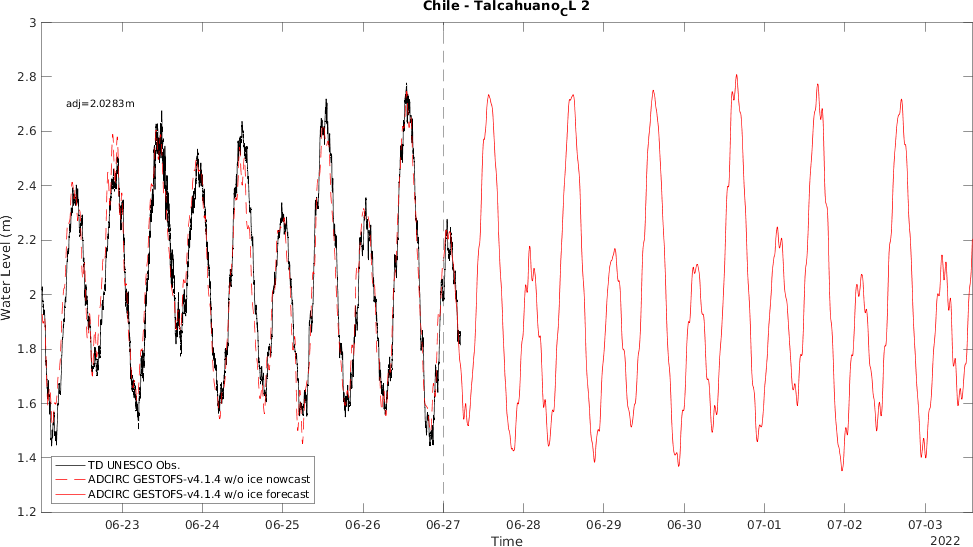 Chile - TalcahuanoCL 2
3
2.8
adj=2.0283m
2.6
2.4
2.2
Water Level (m)
2
1.8
1.6
1.4
TD UNESCO Obs.
ADCIRC GESTOFS-v4.1.4 w/o ice nowcast
ADCIRC GESTOFS-v4.1.4 w/o ice forecast
1.2
06-23 06-24 06-25 06-26 06-27 06-28 06-29 06-30 07-01 07-02 07-03
Time
2022